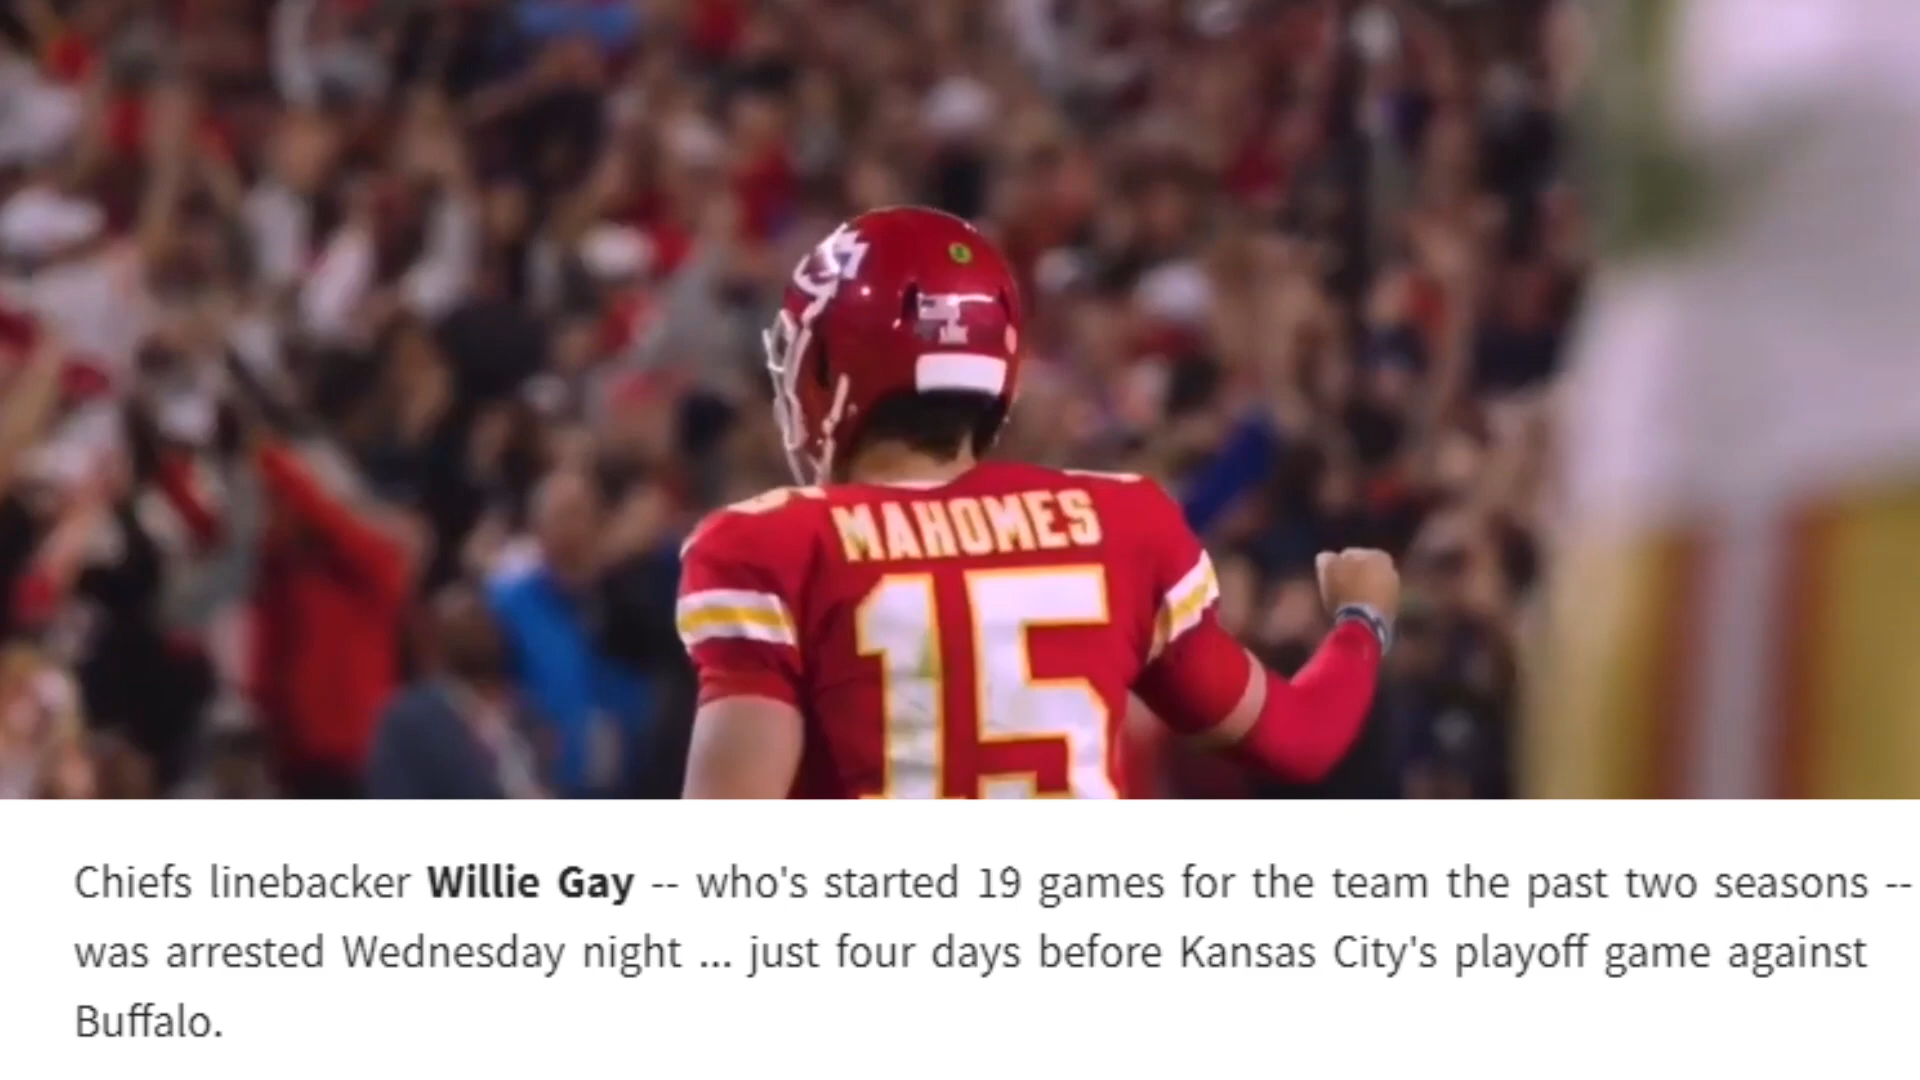 MAHOMES
15
Chiefs linebacker Willie Gay -- who's started 19 games for the team the past two seasons --
was arrested Wednesday night ... just four days before Kansas City's playoff game against
Buffalo.